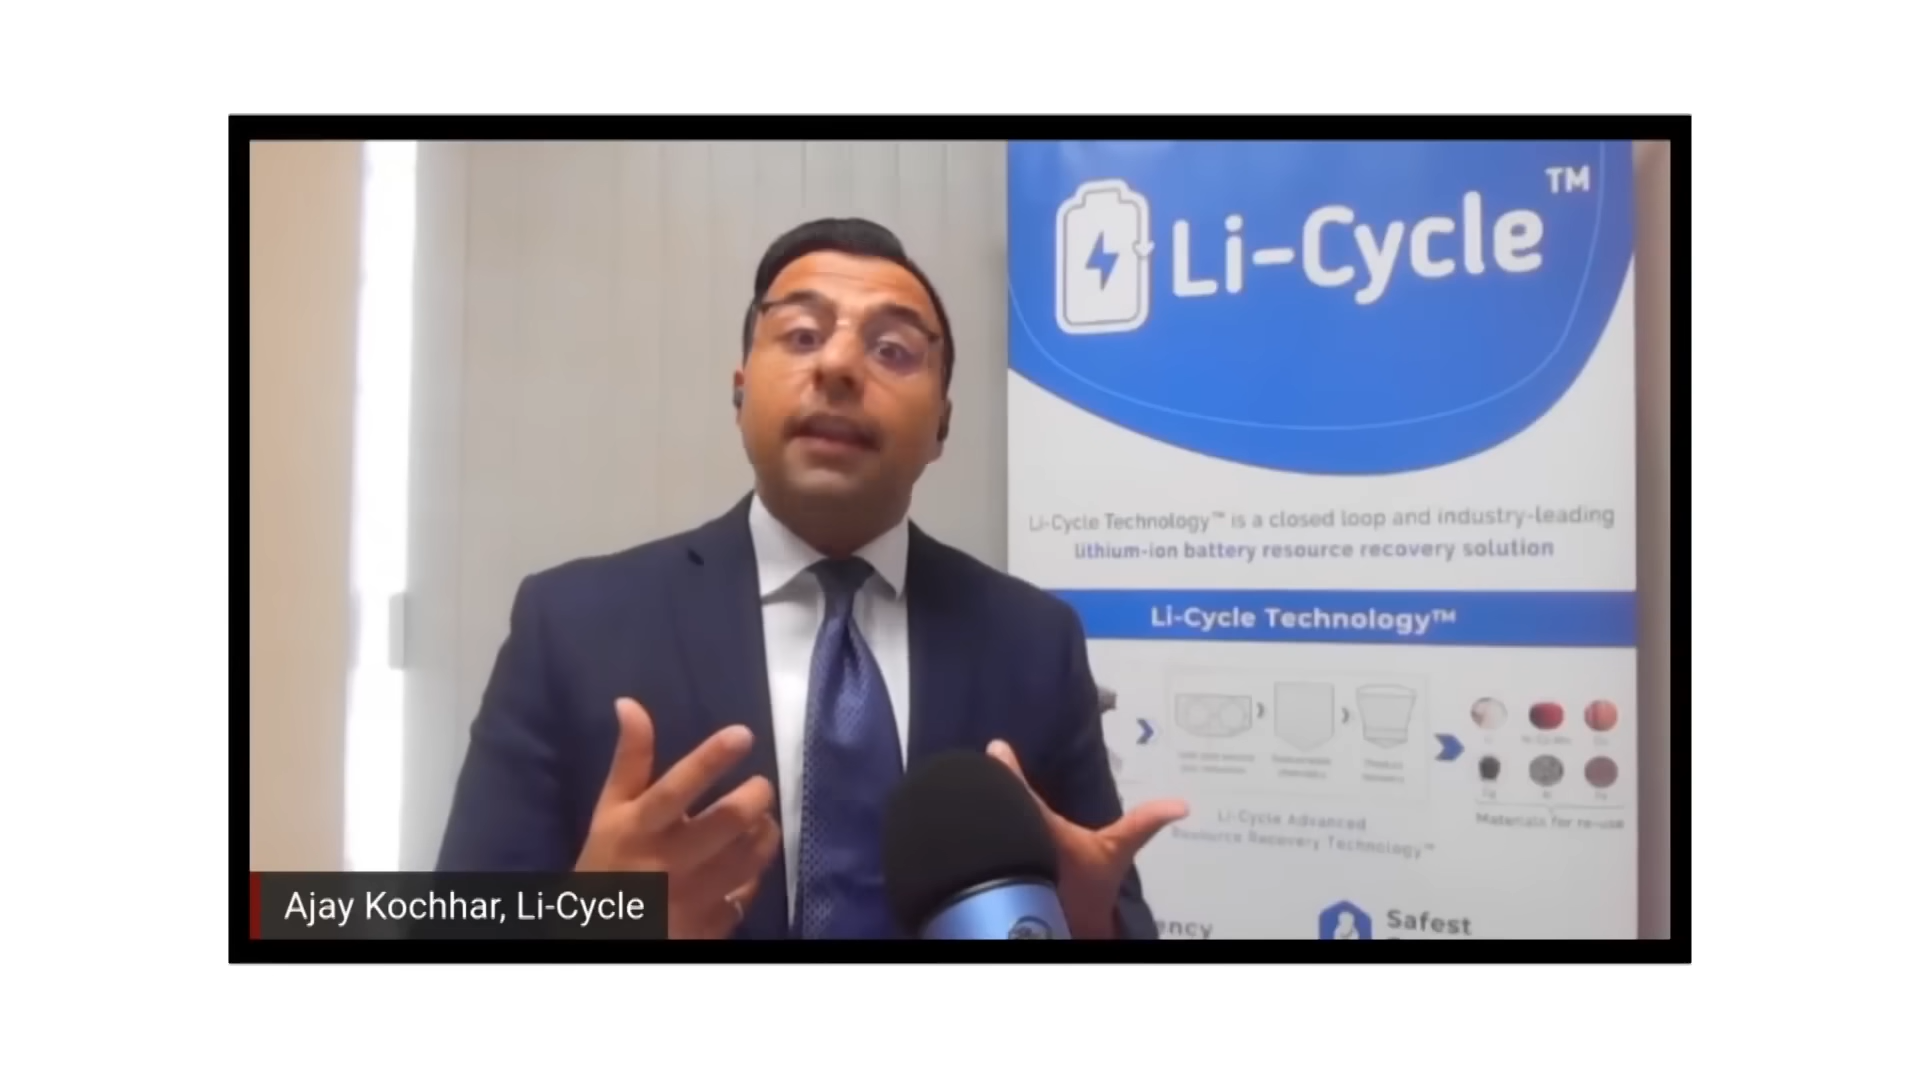 Li-Cycle™
Li-Cycle Technology™ is a closed loop and industry-leading
lithium-ion battery resource recovery solution
Li-Cycle Technology™
Li-Cycle Advanced
Resource Recovery Technology™
Materials for re-use
ency
Safest
Ajay Kochhar, Li-Cycle